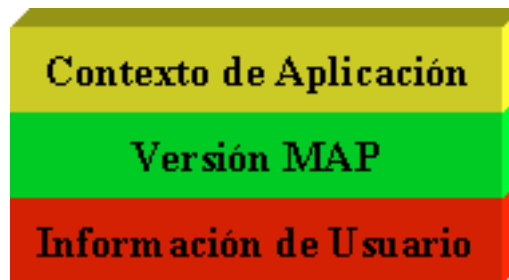 Contexto de Aplicación
Versión MAP
Información de Usuario